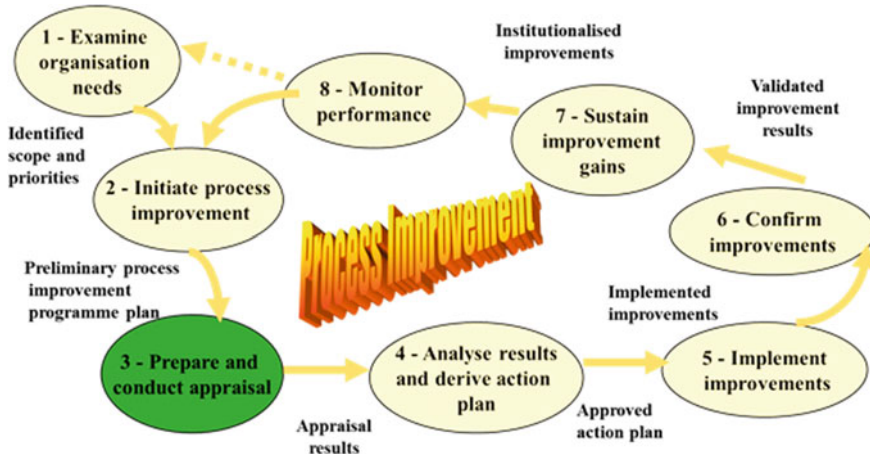 1 - Examine
organisation
needs
Identified
scope and
priorities
2 - Initiate process
improvement
Preliminary process
improvement
programme plan
3 - Prepare and
conduct appraisal
Appraisal
results
4 - Analyse results
and derive action
plan
Approved
action plan
5 - Implement
improvements
Implemented
improvements
6 - Confirm
improvements
Validated
improvement
results
7 - Sustain
improvement
gains
Institutionalised
improvements
8 - Monitor
performance
Process Improvement